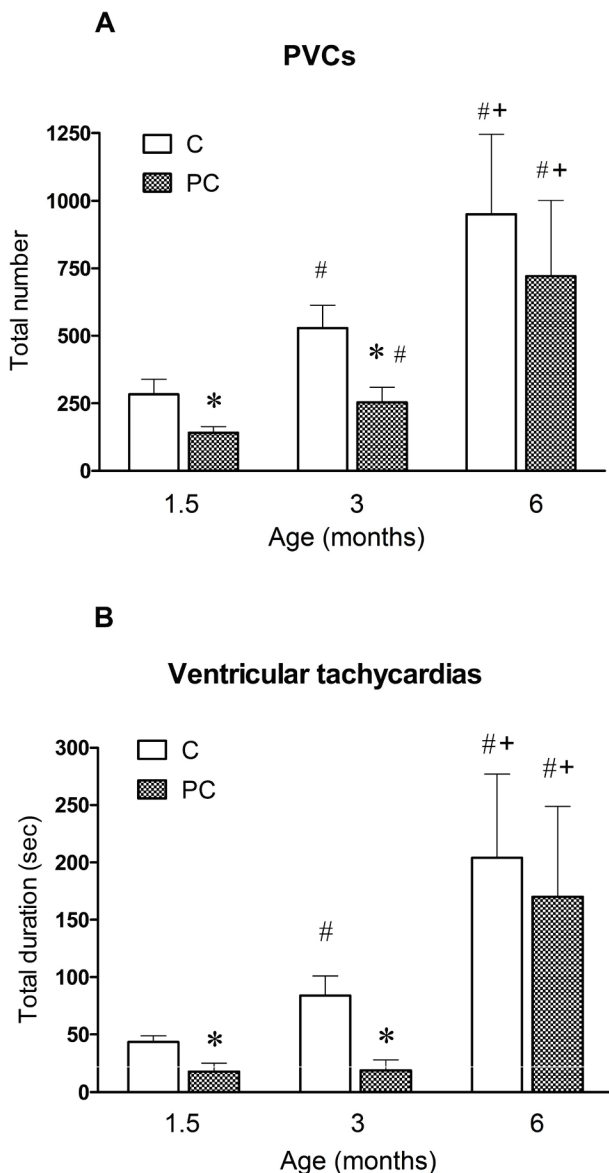 A
PVCs
C
PC
Total number
1250
1000
750
500
250
0
*
#
* #
#+
#+
1.5 3 6
Age (months)
B
Ventricular tachycardias
C
PC
Total duration (sec)
300
250
200
150
100
50
0
*
#
*
#+
#+
1.5 3 6
Age (months)